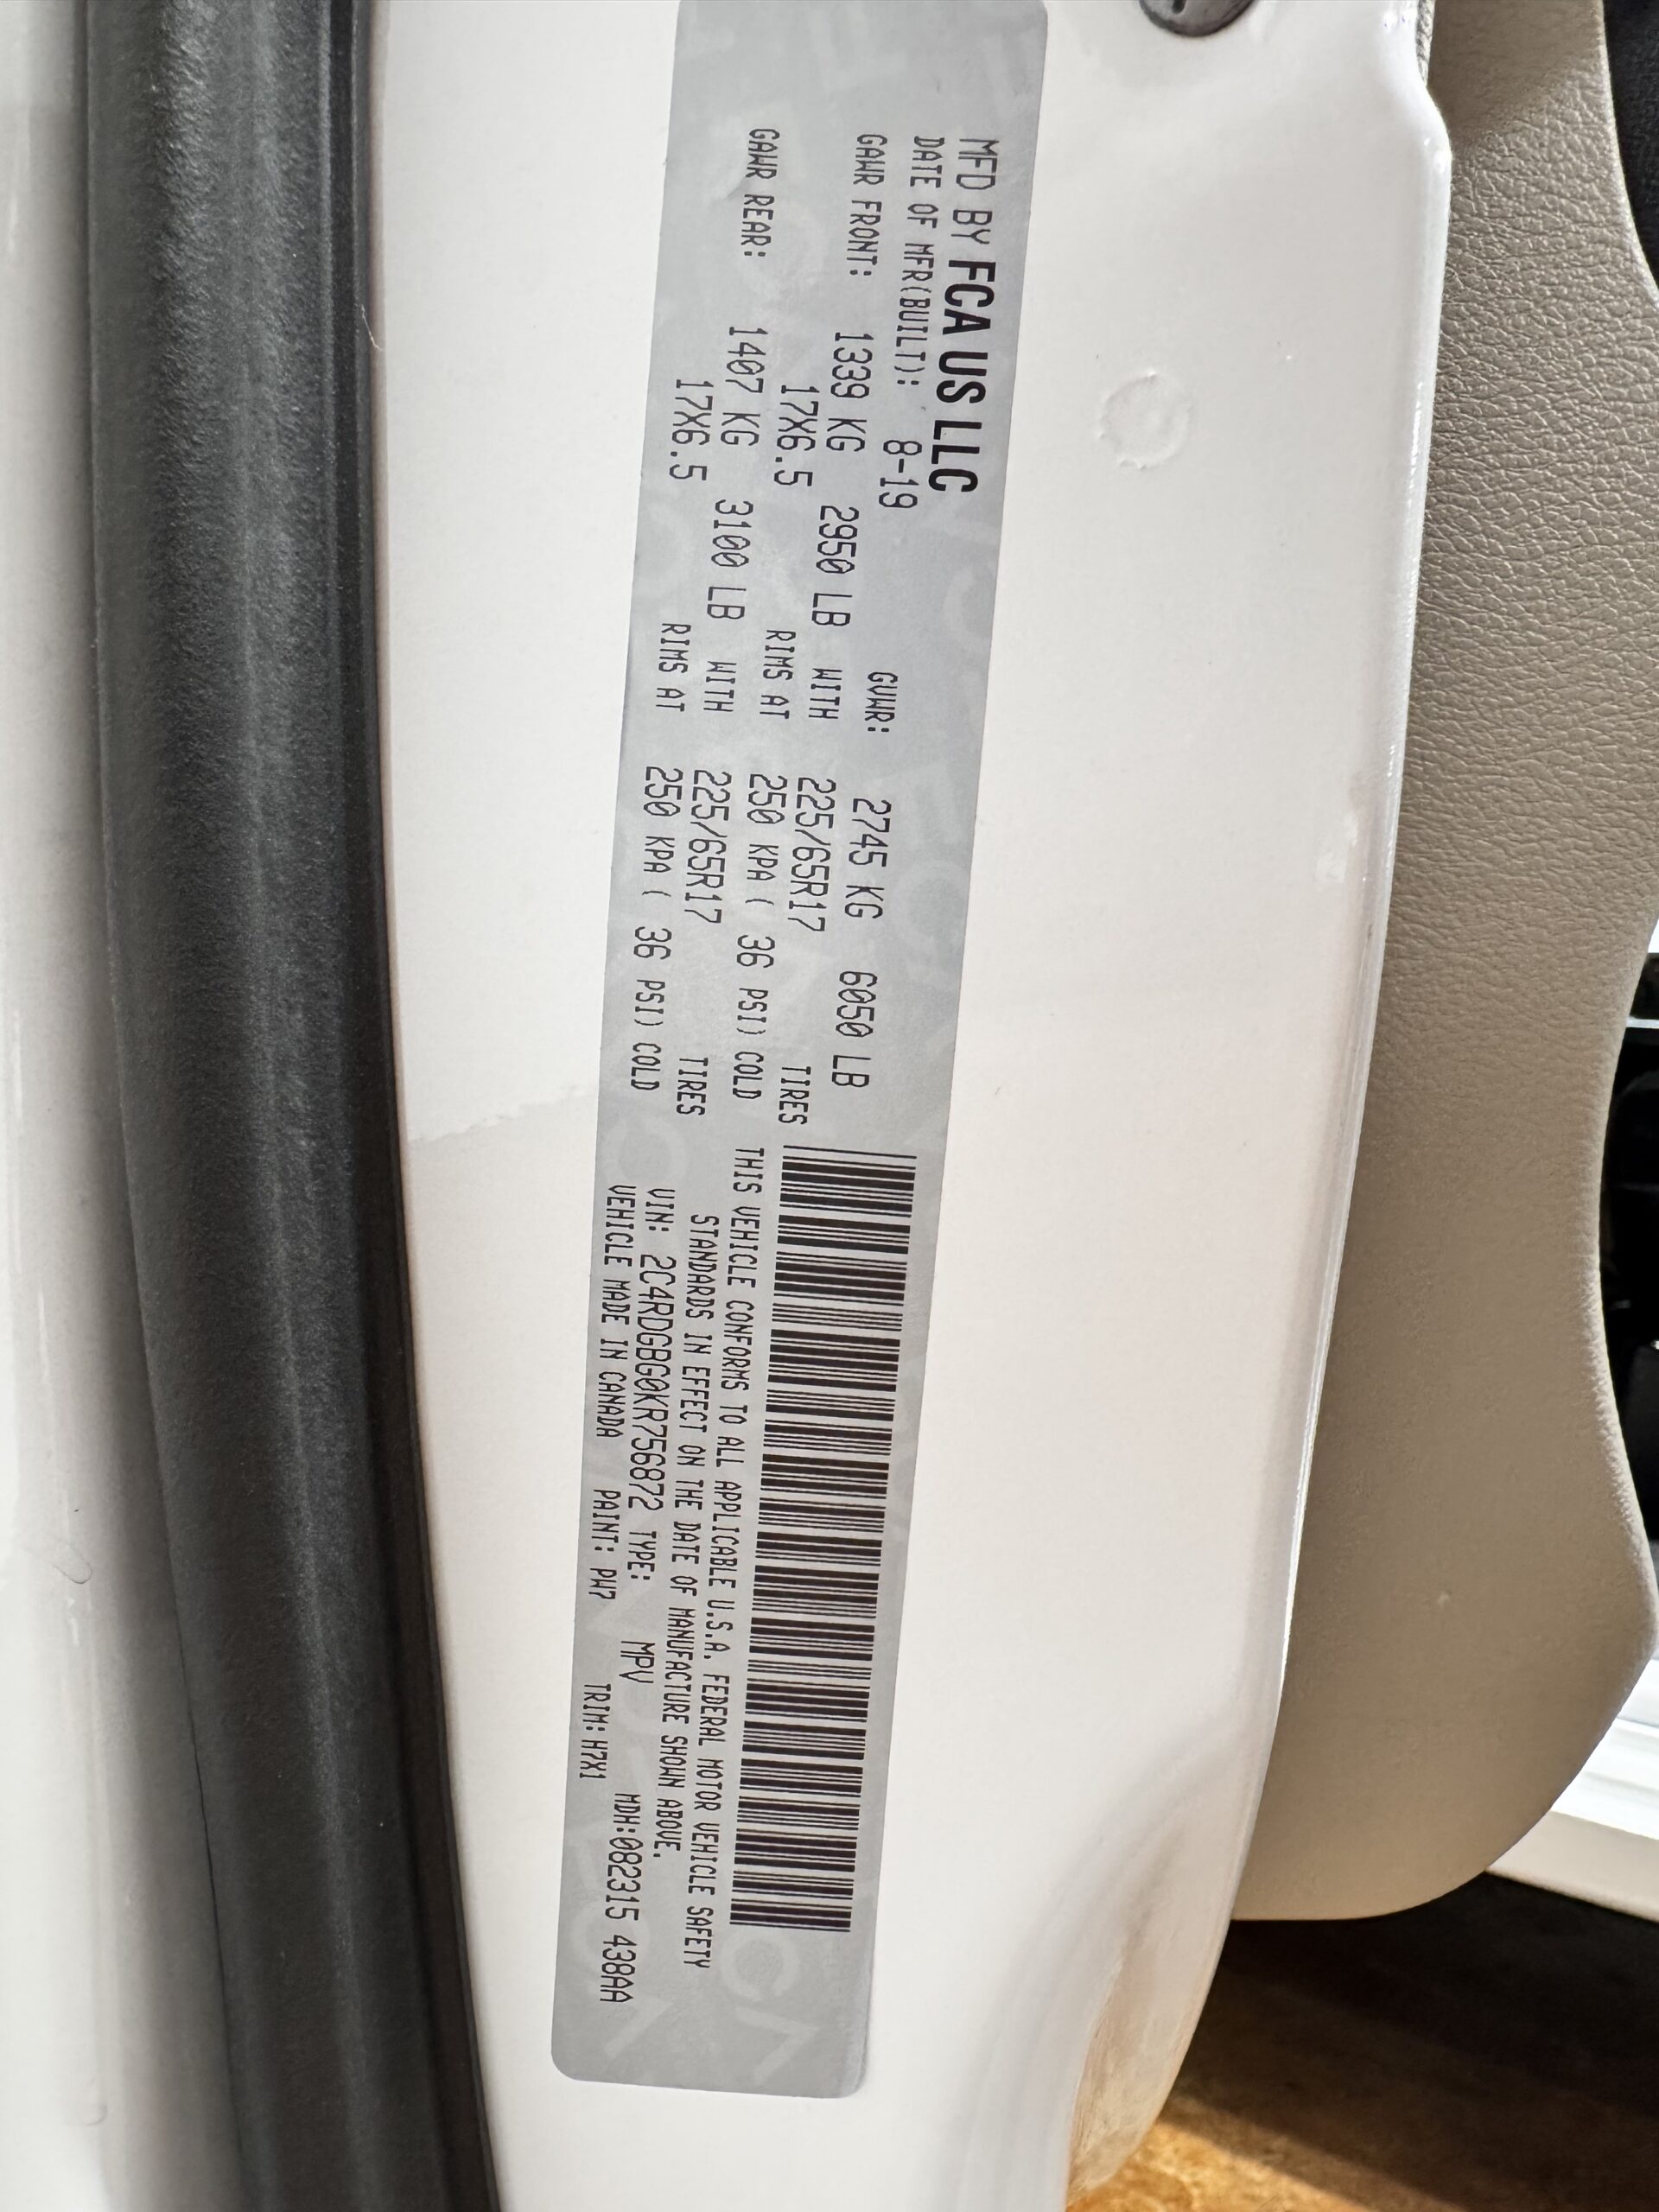 MFD BY FCA US LLC
DATE OF MFR(BUILT): 8-19 GVWR: 2745 KG 6050 LB
GAWR FRONT: 1339 KG 2950 LB WITH 225/65R17 TIRES
17X6.5 RIMS AT 250 KPA ( 36 PSI) COLD
GAWR REAR: 1407 KG 3100 LB WITH 225/65R17 TIRES
17X6.5 RIMS AT 250 KPA ( 36 PSI) COLD
THIS VEHICLE CONFORMS TO ALL APPLICABLE U.S.A. FEDERAL MOTOR VEHICLE SAFETY
STANDARDS IN EFFECT ON THE DATE OF MANUFACTURE SHOWN ABOVE.
VIN: 2C4RDGBG0KR756872 TYPE: MPV MDH:082315 438AA
VEHICLE MADE IN CANADA PAINT: PW7 TRIM: H7X1